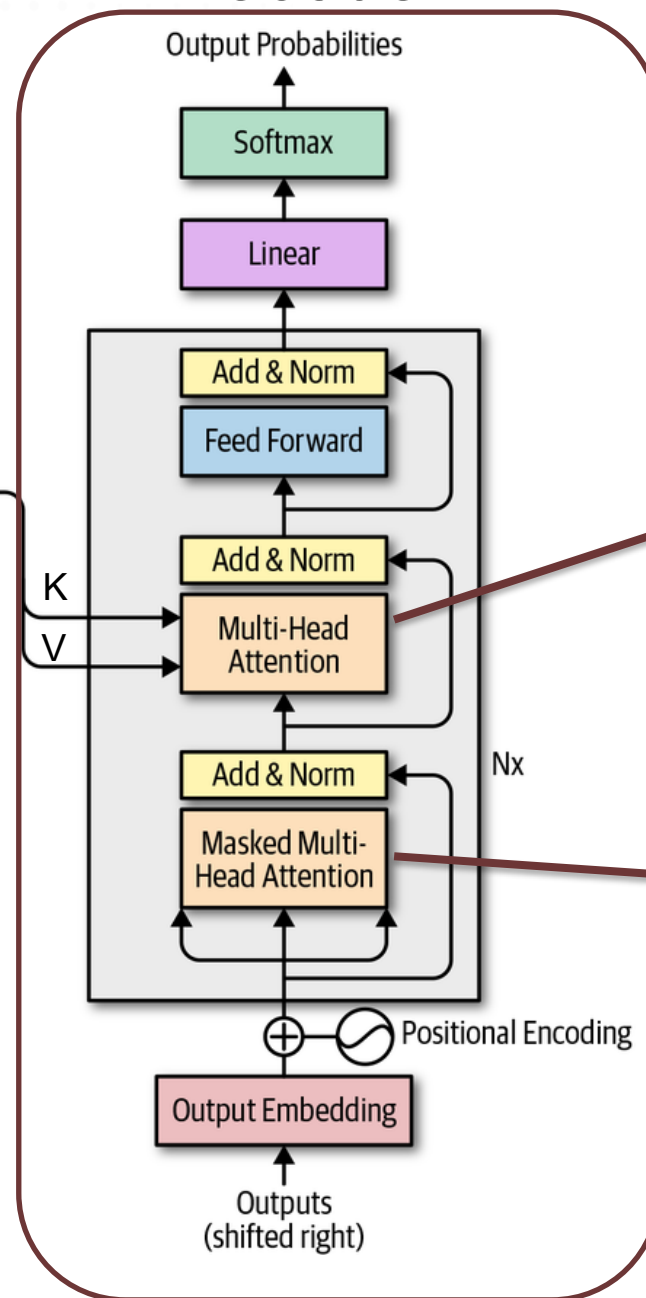 Output Probabilities
Softmax
Linear
Add & Norm
Feed Forward
Add & Norm
K
Multi-Head
Attention
V
Add & Norm
Nx
Masked Multi-
Head Attention
Positional Encoding
Output Embedding
Outputs
(shifted right)